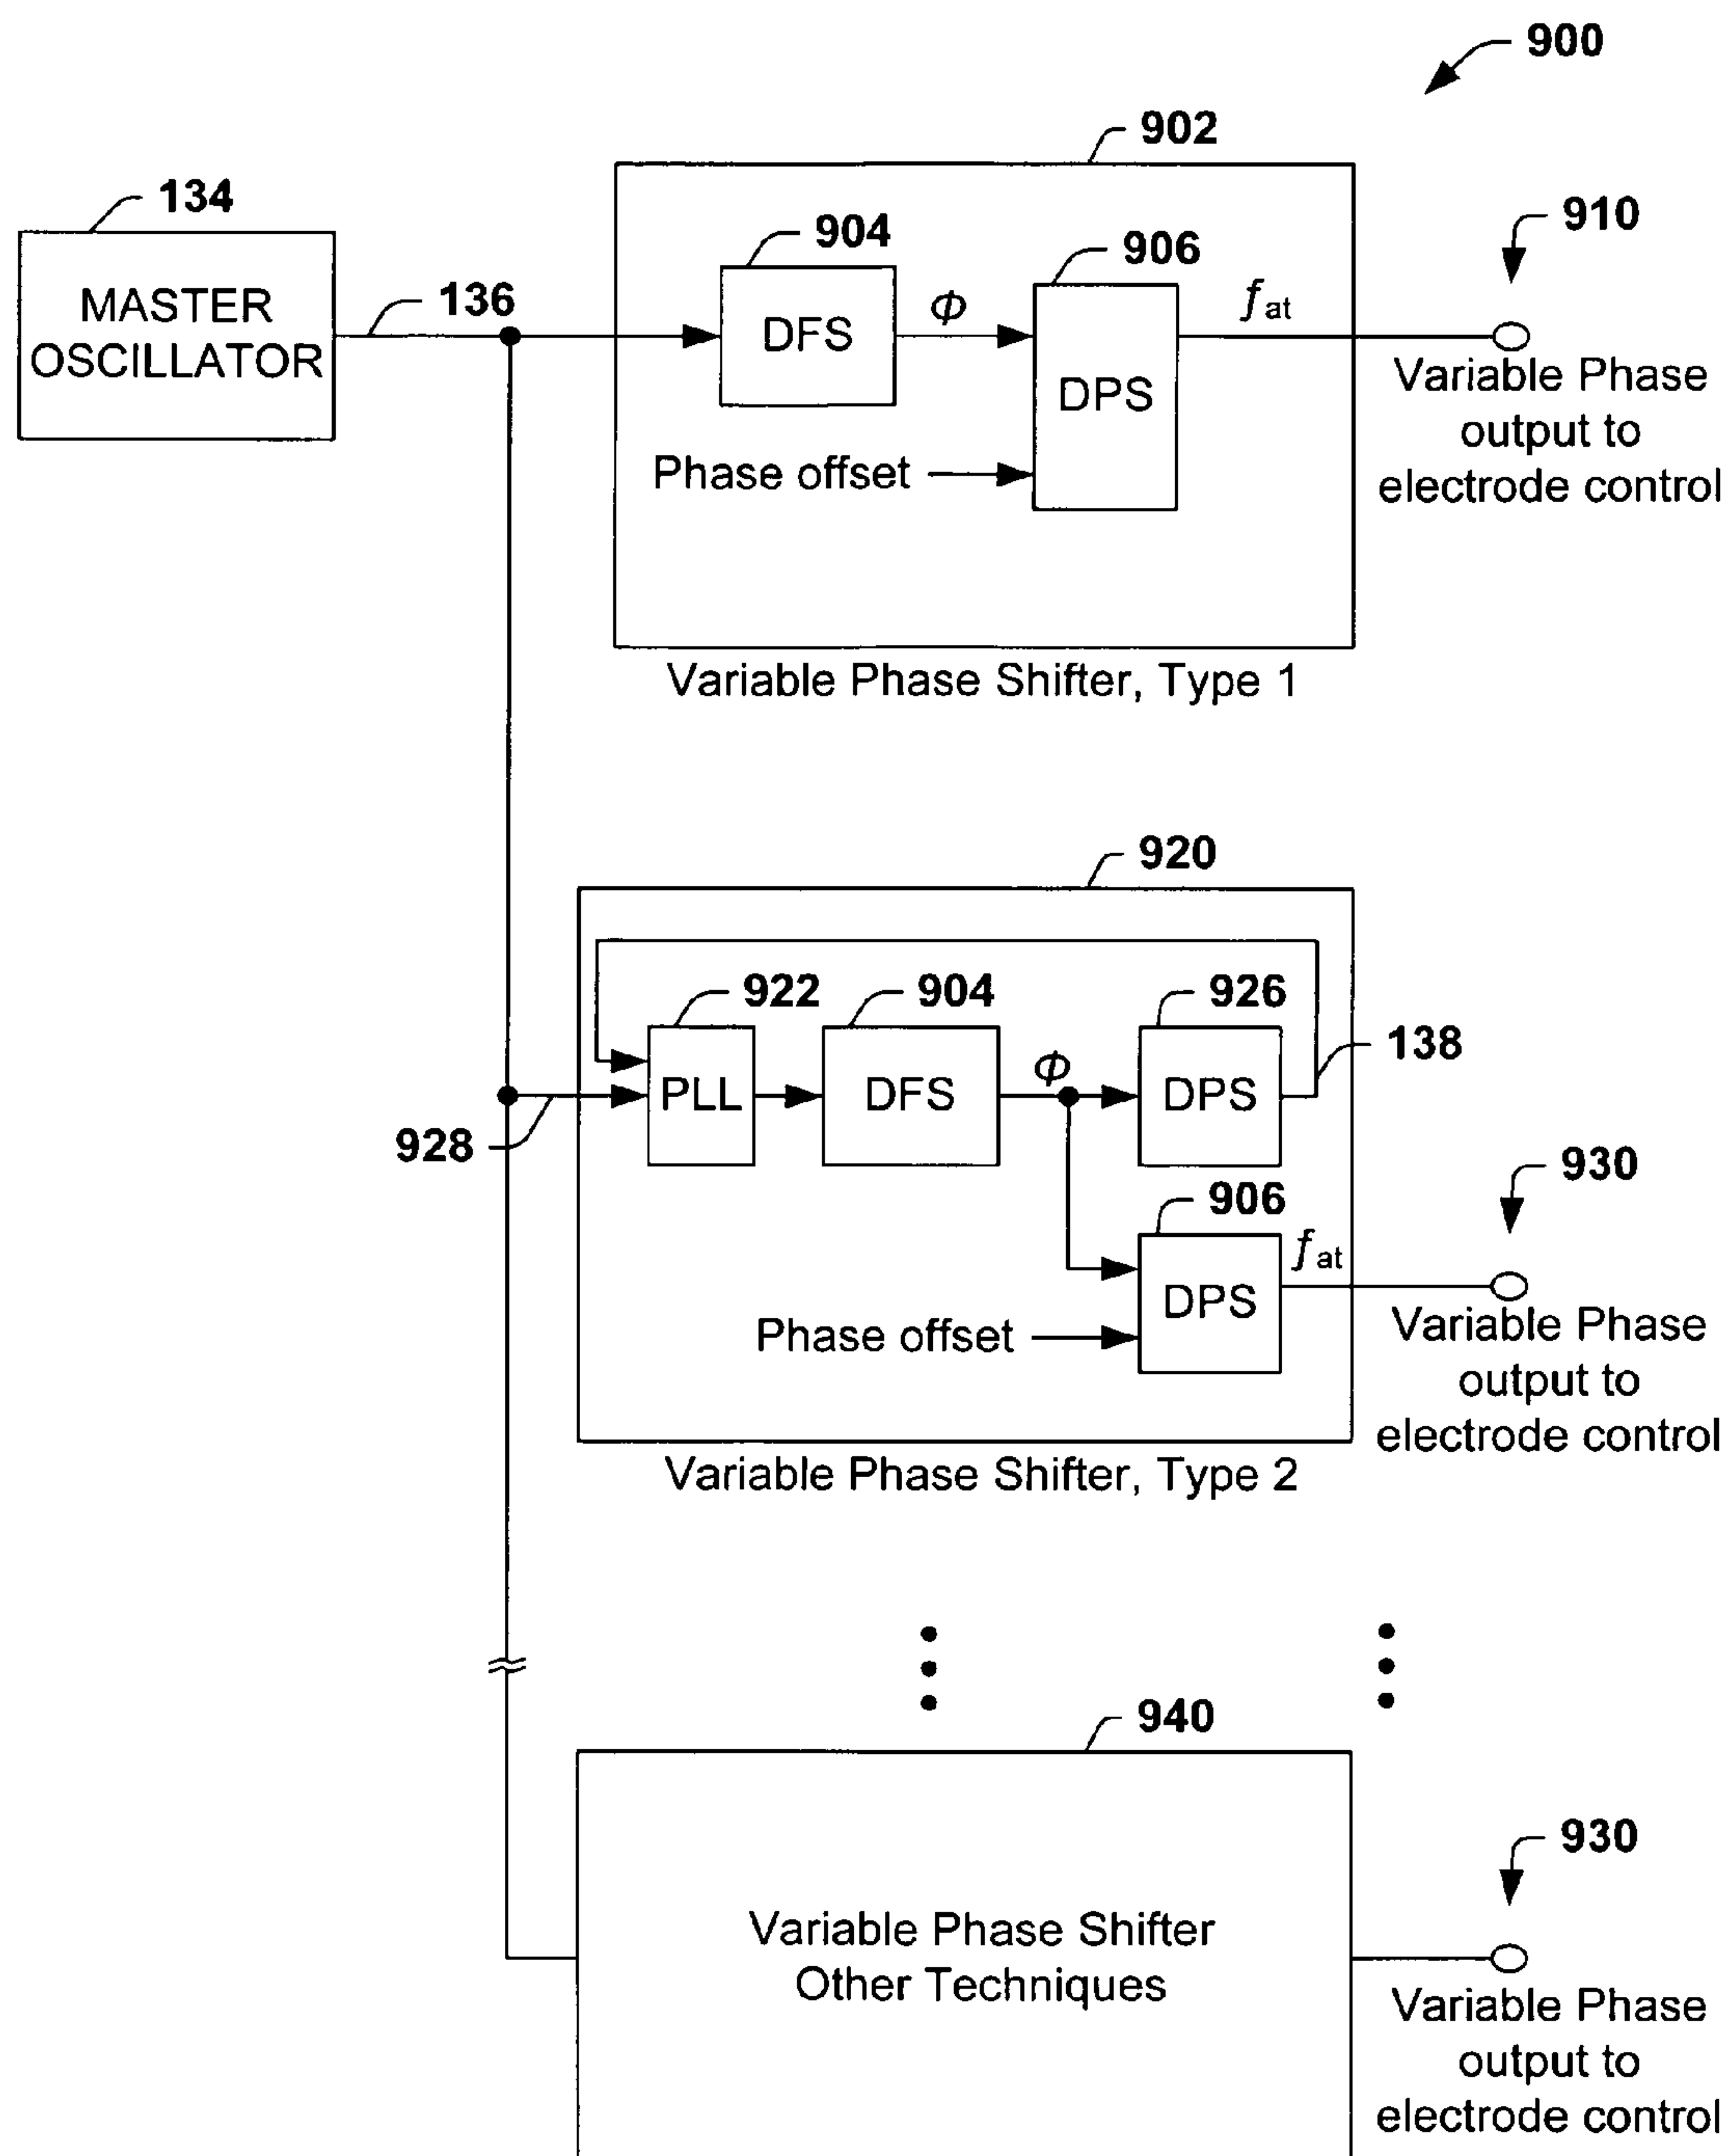 900
902
134
904
906
910
MASTER
OSCILLATOR
136
DFS
Φ
DPS
fat
Phase offset
Variable Phase
output to
electrode control
Variable Phase Shifter, Type 1
920
922
904
926
138
PLL
DFS
Φ
DPS
928
906
930
DPS
fat
Phase offset
Variable Phase
output to
electrode control
Variable Phase Shifter, Type 2
940
Variable Phase Shifter
Other Techniques
930
Variable Phase
output to
electrode control